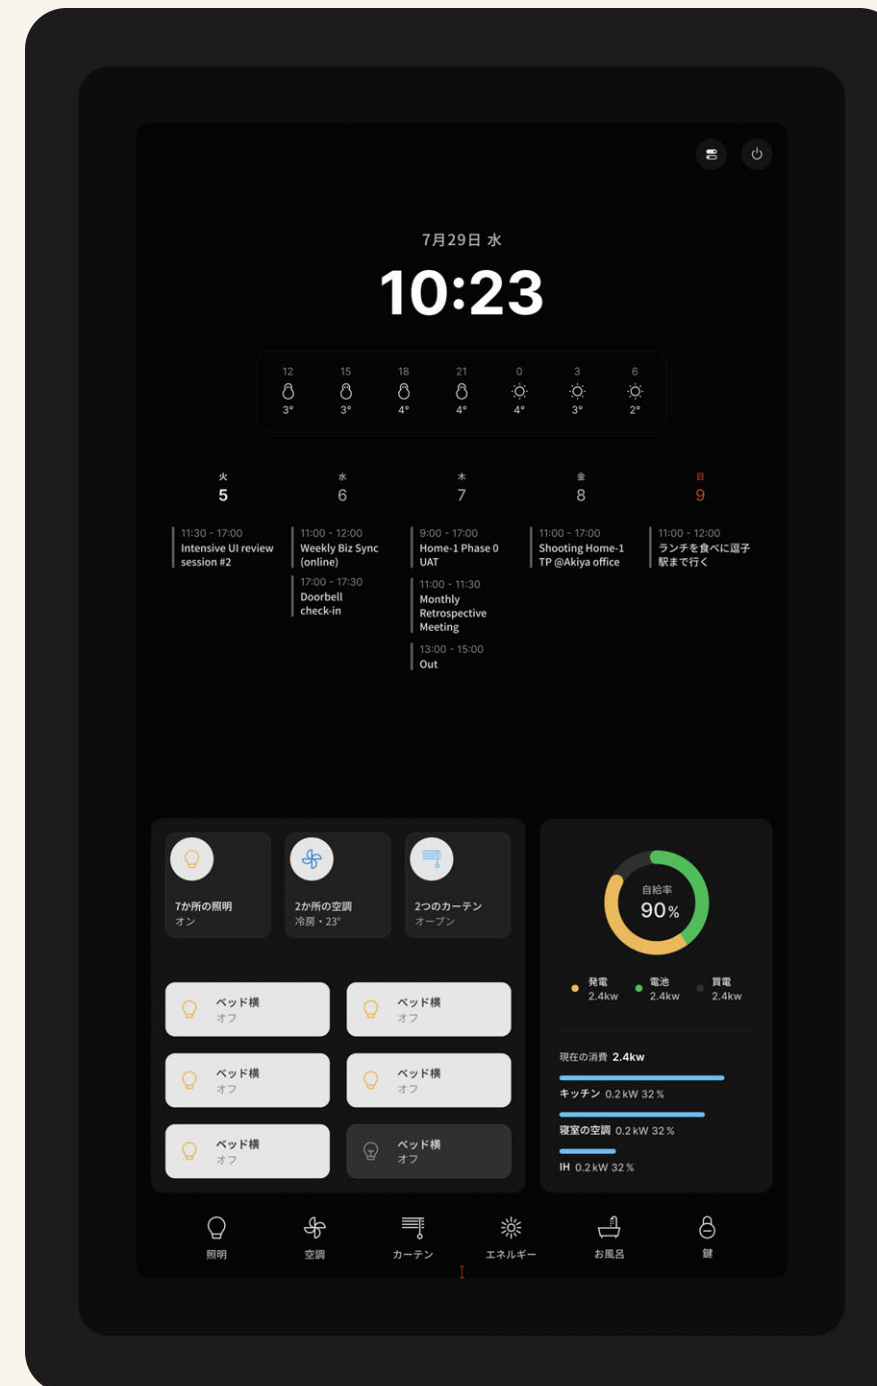 7月29日 水
10:23
12 15 18 21 0 3 6
3° 3° 4° 4° 4° 3° 2°
火 水 木 金 日
5 6 7 8 9
11:30 - 17:00
Intensive UI review
session #2
11:00 - 12:00
Weekly Biz Sync
(online)
17:00 - 17:30
Doorbell
check-in
9:00 - 17:00
Home-1 Phase 0
UAT
11:00 - 11:30
Monthly
Retrospective
Meeting
13:00 - 15:00
Out
11:00 - 17:00
Shooting Home-1
TP @Akiya office
11:00 - 12:00
ランチを食べに逗子
駅まで行く
7か所の照明
オン
2か所の空調
冷房・23°
2つのカーテン
オープン
ベッド横
オフ
ベッド横
オフ
ベッド横
オフ
ベッド横
オフ
ベッド横
オフ
ベッド横
オフ
自給率
90%
発電
2.4kw
電池
2.4kw
買電
2.4kw
現在の消費 2.4kw
キッチン 0.2 kW 32 %
寝室の空調 0.2 kW 32 %
IH 0.2 kW 32 %
照明 空調 カーテン エネルギー お風呂 鍵